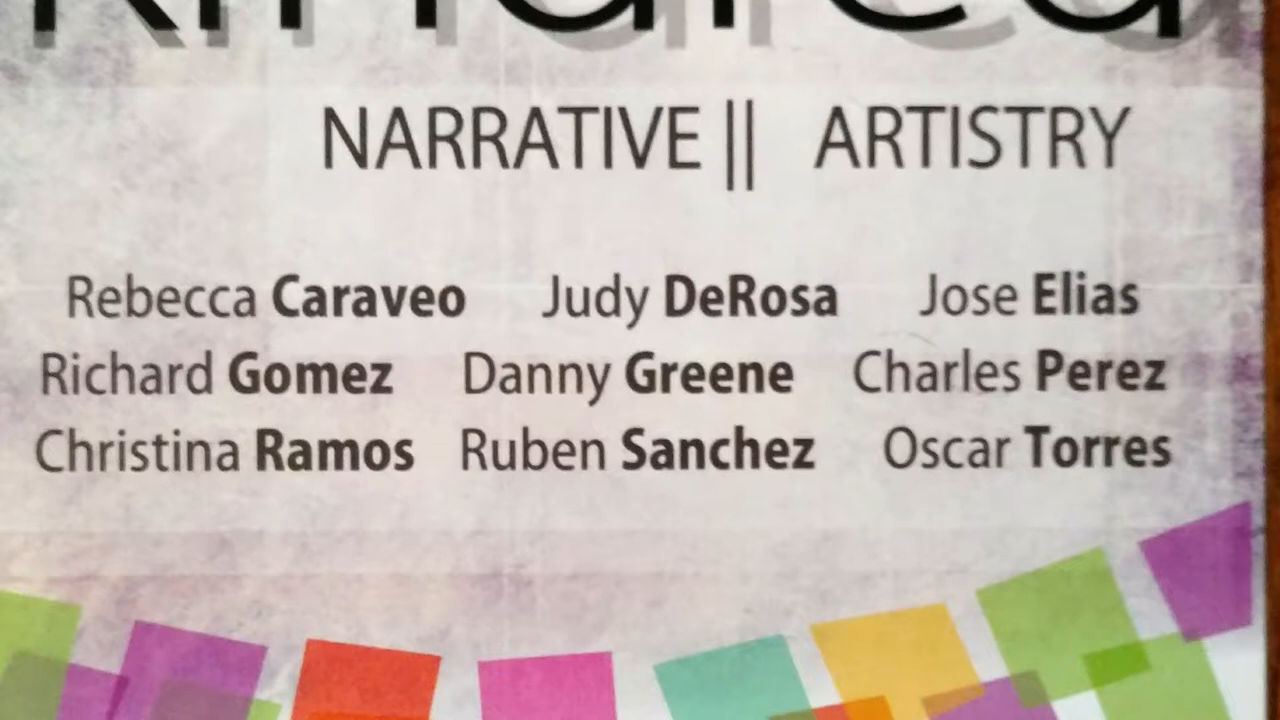 kindred
NARRATIVE || ARTISTRY
Rebecca Caraveo Judy DeRosa Jose Elias
Richard Gomez Danny Greene Charles Perez
Christina Ramos Ruben Sanchez Oscar Torres